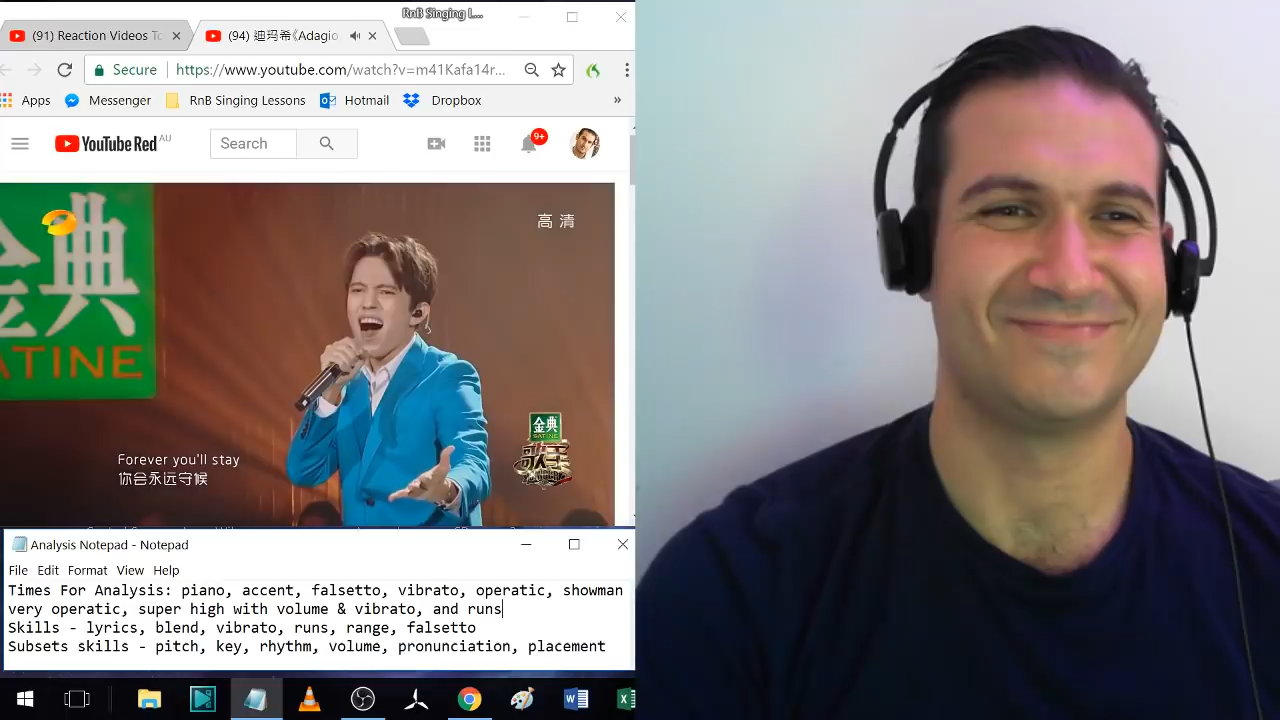 RnB Singing L...
(91) Reaction Videos To
(94) 迪玛希《Adagio
Secure https://www.youtube.com/watch?v=m41Kafa14r...
Apps Messenger RnB Singing Lessons Hotmail Dropbox »
YouTube Red AU Search 9+
金典
SATINE
高清
金典
SATINE
歌王
Forever you'll stay
你会永远守候
Analysis Notepad - Notepad
File Edit Format View Help
Times For Analysis: piano, accent, falsetto, vibrato, operatic, showman
very operatic, super high with volume & vibrato, and runs
Skills - lyrics, blend, vibrato, runs, range, falsetto
Subsets skills - pitch, key, rhythm, volume, pronunciation, placement